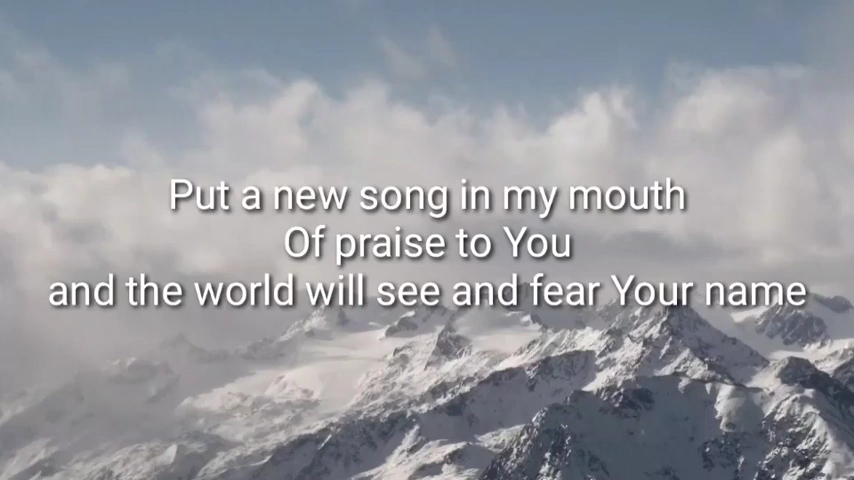 Put a new song in my mouth
Of praise to You
and the world will see and fear Your name